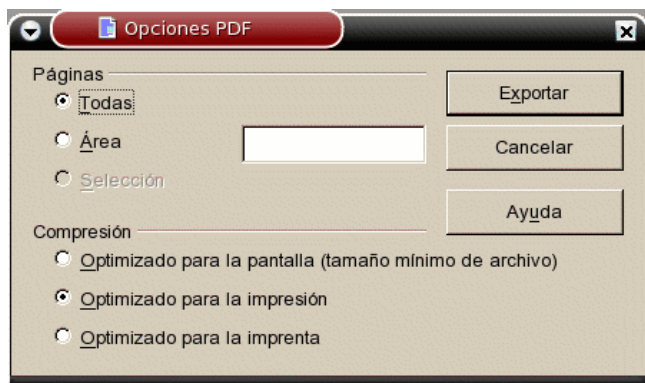 Opciones PDF
Páginas
Todas
Área
Selección
Exportar
Cancelar
Ayuda
Compresión
Optimizado para la pantalla (tamaño mínimo de archivo)
Optimizado para la impresión
Optimizado para la imprenta